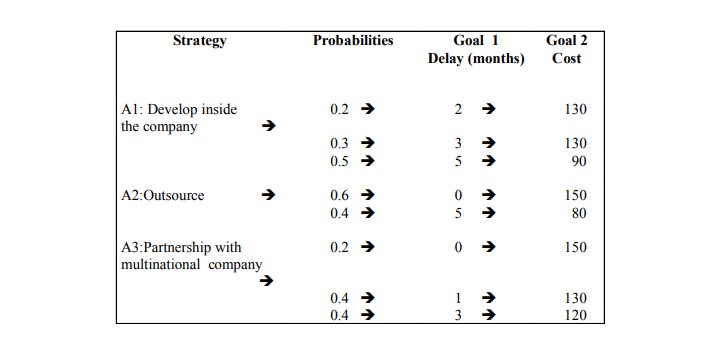 Strategy Probabilities Goal 1 Goal 2
Delay (months) Cost
A1: Develop inside 0.2 ➔ 2 ➔ 130
the company ➔
0.3 ➔ 3 ➔ 130
0.5 ➔ 5 ➔ 90
A2:Outsource ➔ 0.6 ➔ 0 ➔ 150
0.4 ➔ 5 ➔ 80
A3:Partnership with 0.2 ➔ 0 ➔ 150
multinational company
➔
0.4 ➔ 1 ➔ 130
0.4 ➔ 3 ➔ 120